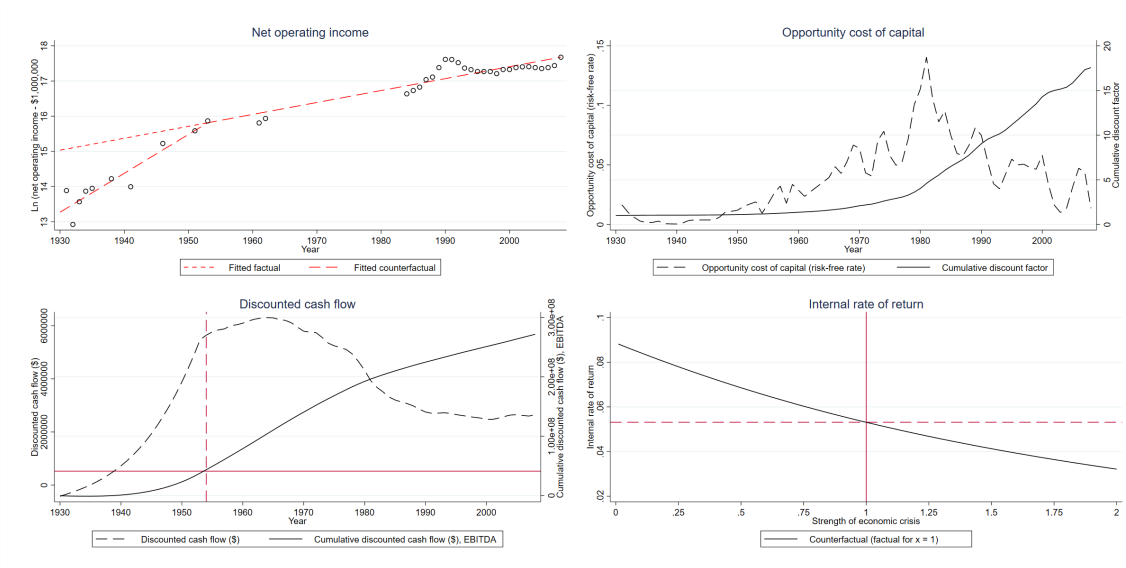 Net operating income
Ln (net operating income - $1,000,000
18
17
16
15
14
13
1930 1940 1950 1960 1970 1980 1990 2000
Year
Fitted factual Fitted counterfactual
Opportunity cost of capital
Opportunity cost of capital (risk-free rate)
.15
.1
.05
0
Cumulative discount factor
20
15
10
5
0
1930 1940 1950 1960 1970 1980 1990 2000
Year
Opportunity cost of capital (risk-free rate) Cumulative discount factor
Discounted cash flow
Discounted cash flow ($)
6000000
4000000
2000000
0
Cumulative discounted cash flow ($), EBITDA
3.00e+08
2.00e+08
1.00e+08
0
1930 1940 1950 1960 1970 1980 1990 2000
Year
Discounted cash flow ($) Cumulative discounted cash flow ($), EBITDA
Internal rate of return
Internal rate of return
.1
.08
.06
.04
.02
0 .25 .5 .75 1 1.25 1.5 1.75 2
Strength of economic crisis
Counterfactual (factual for x = 1)